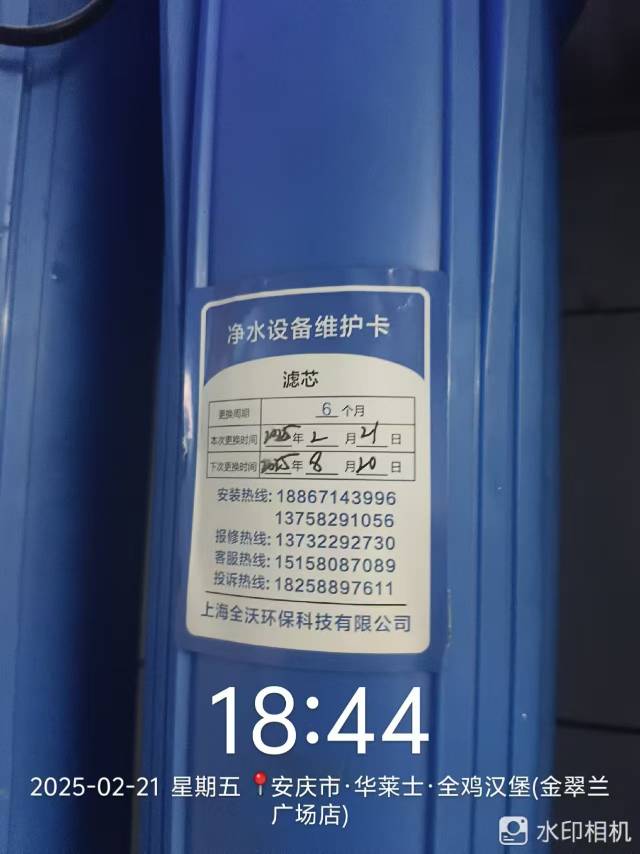 净水设备维护卡
滤芯
更换周期 6 个月
本次更换时间 2025 年 2 月 21 日
下次更换时间 2025 年 8 月 20 日
安装热线: 18867143996
13758291056
报修热线: 13732292730
客服热线: 15158087089
投诉热线: 18258897611
上海全沃环保科技有限公司
18:44
2025-02-21 星期五 安庆市·华莱士·全鸡汉堡(金翠兰
广场店)
水印相机